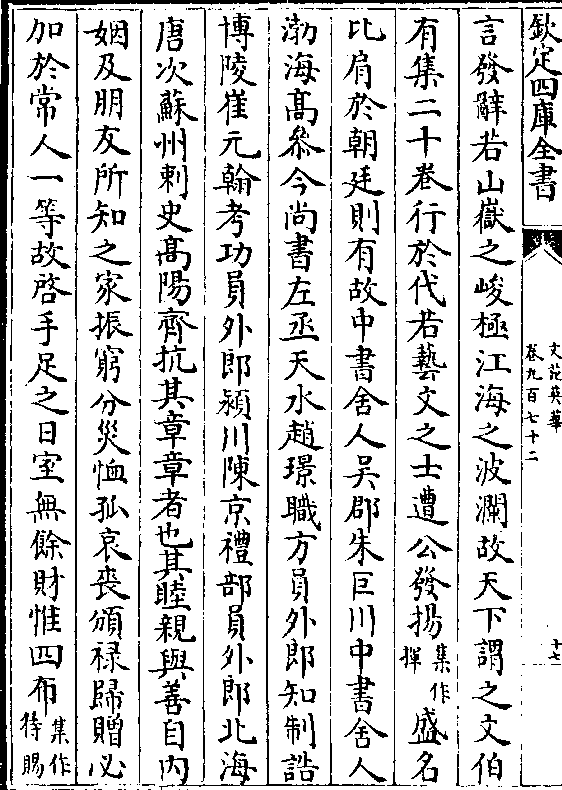 欽定四庫全書
文苑英華
卷九百七十二
十七
言發辭若山嶽之峻極江海之波瀾故天下謂之文伯
有集二十卷行於代若藝文之士遭公發揚集作揮盛名
比肩於朝廷則有故中書舍人吳郡朱巨川中書舍人
渤海髙叅今尚書左丞天水趙璟職方員外郎知制誥
博陵崔元翰考功員外郎潁川陳京禮部員外郎北海
唐次蘇州刺史髙陽齊抗其章章者也其睦親與善自内
姻及朋友所知之家振窮分災恤孤哀喪頒禄歸贈必
加於常人一等故啓手足之日室無餘財惟四布集作待賜